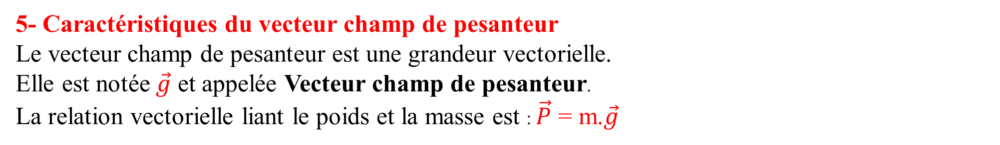 5- Caractéristiques du vecteur champ de pesanteur
Le vecteur champ de pesanteur est une grandeur vectorielle.
Elle est notée \vec{g} et appelée Vecteur champ de pesanteur.
La relation vectorielle liant le poids et la masse est : \vec{P} = m.\vec{g}